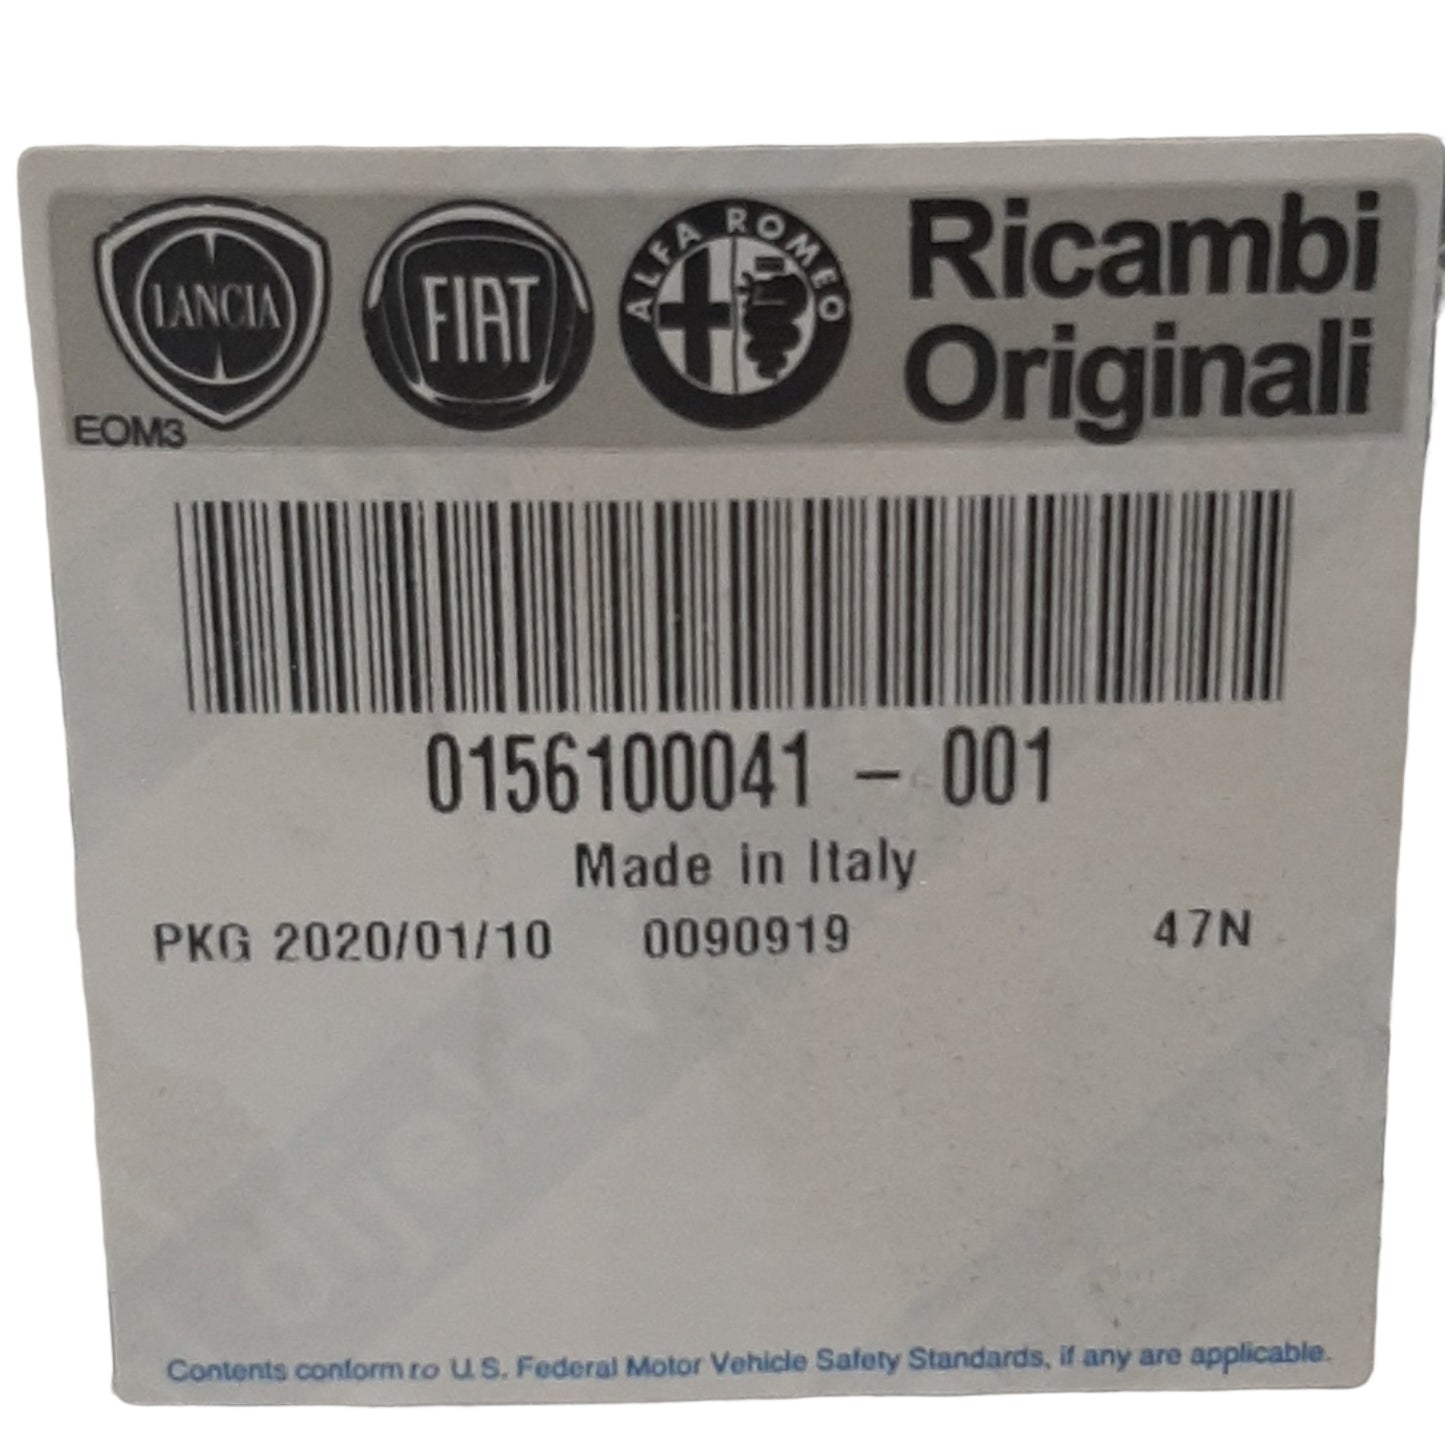 LANCIA
FIAT
ALFA ROMEO
Ricambi
Originali
EOM3
0156100041 - 001
Made in Italy
PKG 2020/01/10 0090919 47N
Contents conform to U.S. Federal Motor Vehicle Safety Standards, if any are applicable.